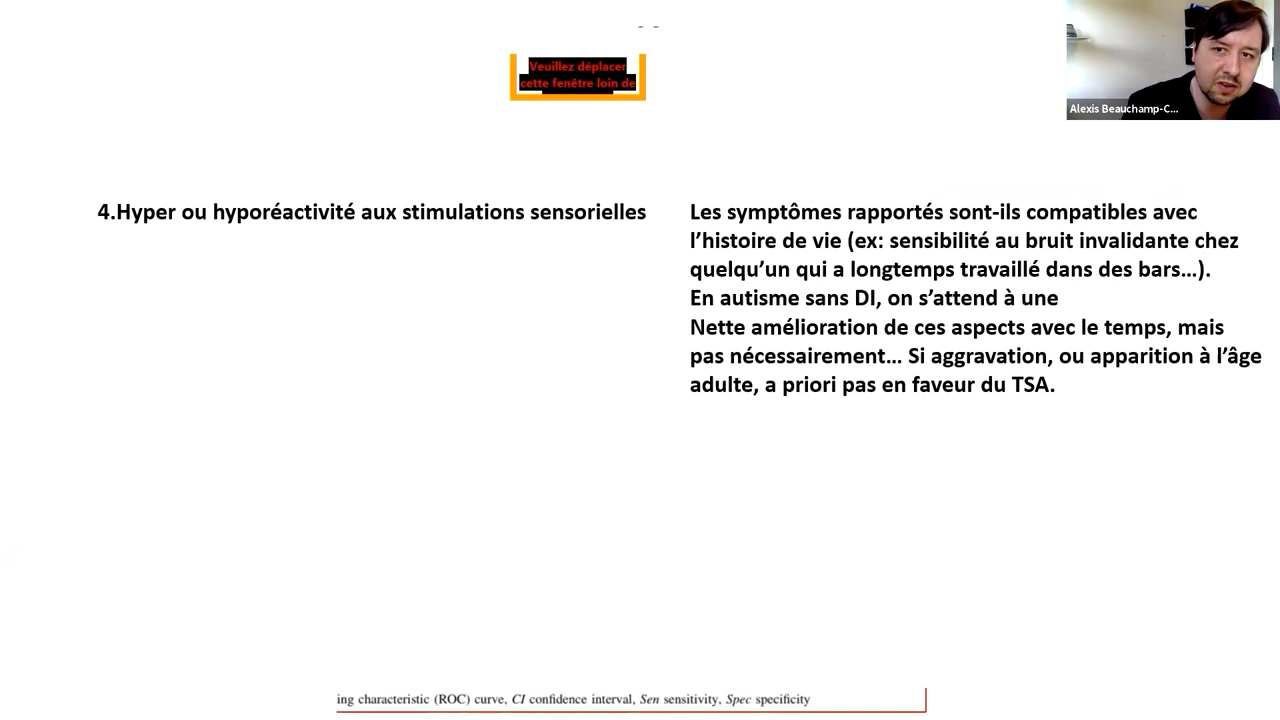 Veuillez déplacer
cette fenêtre loin de
Alexis Beauchamp-C...
4.Hyper ou hyporéactivité aux stimulations sensorielles
Les symptômes rapportés sont-ils compatibles avec
l’histoire de vie (ex: sensibilité au bruit invalidante chez
quelqu’un qui a longtemps travaillé dans des bars…).
En autisme sans DI, on s’attend à une
Nette amélioration de ces aspects avec le temps, mais
pas nécessairement… Si aggravation, ou apparition à l’âge
adulte, a priori pas en faveur du TSA.
ing characteristic (ROC) curve, CI confidence interval, Sen sensitivity, Spec specificity